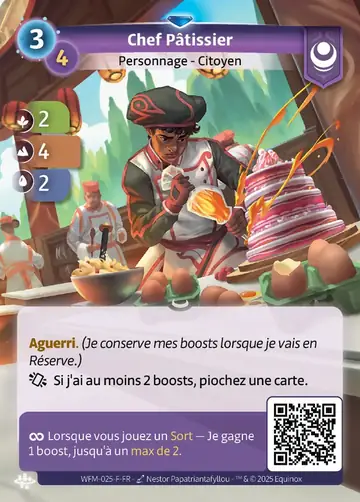 3
4
Chef Pâtissier
Personnage - Citoyen
2
4
2
Aguerri. (Je conserve mes boosts lorsque je vais en
Réserve.)
Si j'ai au moins 2 boosts, piochez une carte.
∞ Lorsque vous jouez un Sort — Je gagne
1 boost, jusqu'à un max de 2.
WFM-025-F-FR - Nestor Papatriantafyllou - ™ & © 2025 Equinox